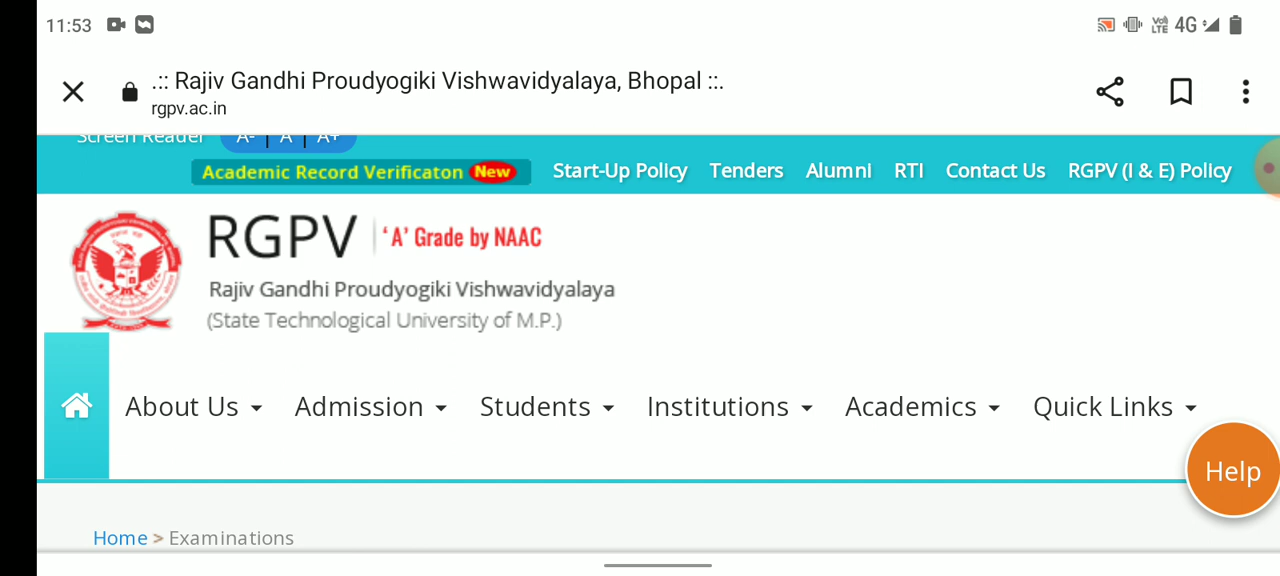 11:53 Vo) LTE 4G
.:: Rajiv Gandhi Proudyogiki Vishwavidyalaya, Bhopal ::.
rgpv.ac.in
Screen Reader A- | A | A+
Academic Record Verificaton New Start-Up Policy Tenders Alumni RTI Contact Us RGPV (I & E) Policy
RGPV | ‘A’ Grade by NAAC
Rajiv Gandhi Proudyogiki Vishwavidyalaya
(State Technological University of M.P.)
About Us Admission Students Institutions Academics Quick Links
Help
Home > Examinations